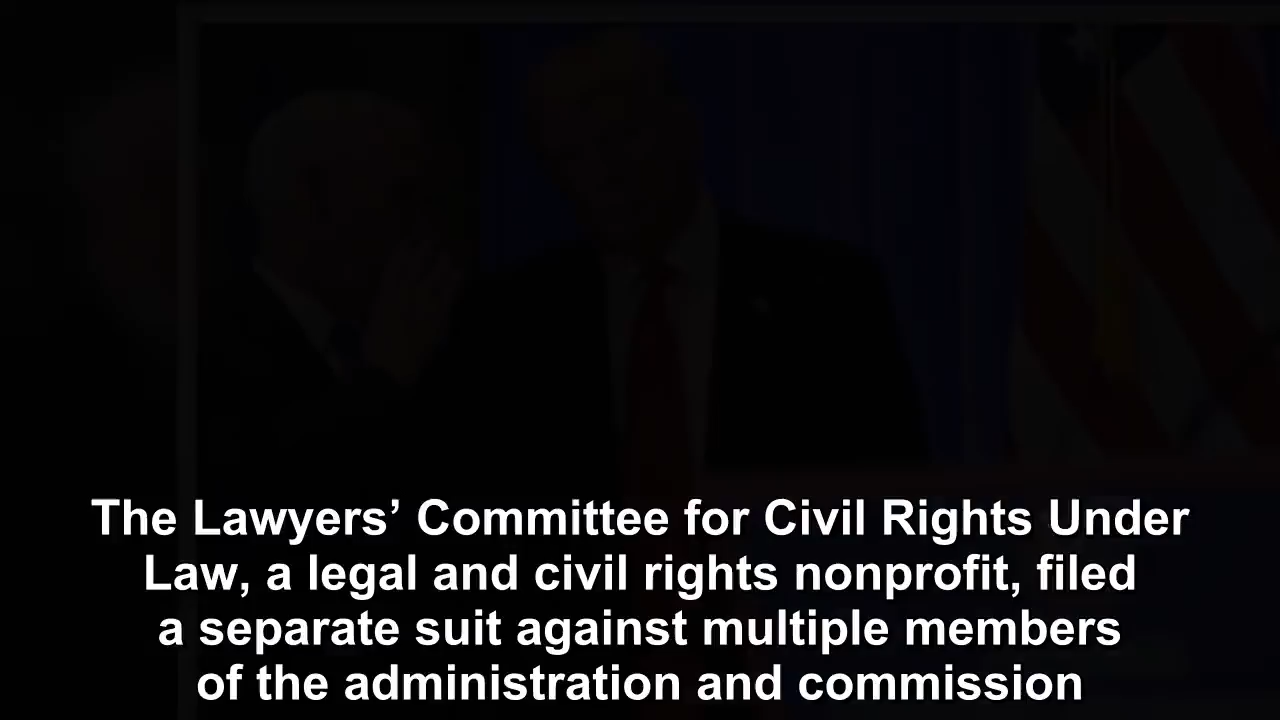 The Lawyers’ Committee for Civil Rights Under
Law, a legal and civil rights nonprofit, filed
a separate suit against multiple members
of the administration and commission